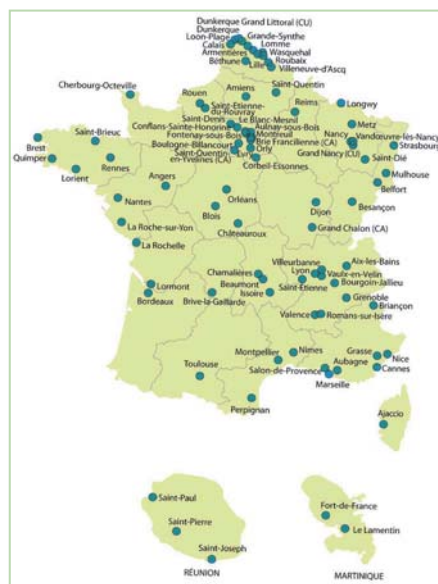 Dunkerque Grand Littoral (CU)
Dunkerque
Grande-Synthe
Loon-Plage
Calais
Lomme
Armentières
Wasquehal
Roubaix
Béthune
Lille
Villeneuve-d'Ascq
Cherbourg-Octeville
Amiens
Saint-Quentin
Rouen
Saint-Etienne-
du-Rouvray
Reims
Longwy
Saint-Denis
Le Blanc-Mesnil
Conflans-Sainte-Honorine
Aulnay-sous-Bois
Metz
Fontenay-sous-Bois
Montreuil
Nancy
Vandœuvre-lès-Nancy
Boulogne-Billancourt
Brie Francilienne (CA)
Strasbourg
Saint-Quentin-
en-Yvelines (CA)
Orly
Evry
Grand Nancy (CU)
Corbeil-Essonnes
Saint-Dié
Brest
Saint-Brieuc
Quimper
Rennes
Lorient
Mulhouse
Belfort
Angers
Orléans
Nantes
Blois
Dijon
Besançon
La Roche-sur-Yon
Châteauroux
Grand Chalon (CA)
La Rochelle
Villeurbanne
Aix-les-Bains
Chamalières
Lyon
Vaulx-en-Velin
Lormont
Beaumont
Saint-Etienne
Bourgoin-Jallieu
Bordeaux
Brive-la-Gaillarde
Issoire
Grenoble
Briançon
Valence
Romans-sur-Isère
Montpellier
Nîmes
Grasse
Nice
Toulouse
Salon-de-Provence
Aubagne
Cannes
Marseille
Perpignan
Ajaccio
Saint-Paul
Fort-de-France
Saint-Pierre
Le Lamentin
Saint-Joseph
RÉUNION
MARTINIQUE